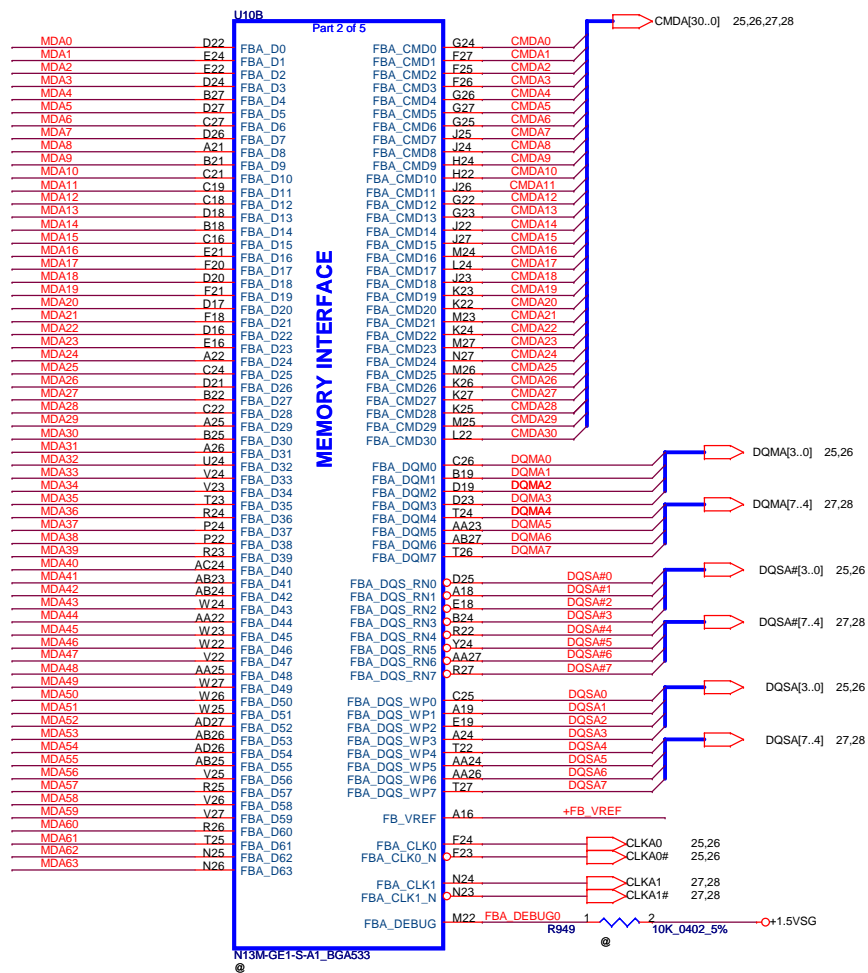 U10B
Part 2 of 5
MDA0 D22 FBA_D0
MDA1 E24 FBA_D1
MDA2 E22 FBA_D2
MDA3 D24 FBA_D3
MDA4 B27 FBA_D4
MDA5 D27 FBA_D5
MDA6 C27 FBA_D6
MDA7 D26 FBA_D7
MDA8 A21 FBA_D8
MDA9 B21 FBA_D9
MDA10 C21 FBA_D10
MDA11 C19 FBA_D11
MDA12 C18 FBA_D12
MDA13 D18 FBA_D13
MDA14 B18 FBA_D14
MDA15 C16 FBA_D15
MDA16 E21 FBA_D16
MDA17 F20 FBA_D17
MDA18 D20 FBA_D18
MDA19 F21 FBA_D19
MDA20 D17 FBA_D20
MDA21 F18 FBA_D21
MDA22 D16 FBA_D22
MDA23 E16 FBA_D23
MDA24 A22 FBA_D24
MDA25 C24 FBA_D25
MDA26 D21 FBA_D26
MDA27 B22 FBA_D27
MDA28 C22 FBA_D28
MDA29 A25 FBA_D29
MDA30 B25 FBA_D30
MDA31 A26 FBA_D31
MDA32 U24 FBA_D32
MDA33 V24 FBA_D33
MDA34 V23 FBA_D34
MDA35 T23 FBA_D35
MDA36 R24 FBA_D36
MDA37 P24 FBA_D37
MDA38 P22 FBA_D38
MDA39 R23 FBA_D39
MDA40 AC24 FBA_D40
MDA41 AB23 FBA_D41
MDA42 AB24 FBA_D42
MDA43 W24 FBA_D43
MDA44 AA22 FBA_D44
MDA45 W23 FBA_D45
MDA46 W22 FBA_D46
MDA47 V22 FBA_D47
MDA48 AA25 FBA_D48
MDA49 W27 FBA_D49
MDA50 W26 FBA_D50
MDA51 W25 FBA_D51
MDA52 AD27 FBA_D52
MDA53 AB26 FBA_D53
MDA54 AD26 FBA_D54
MDA55 AB25 FBA_D55
MDA56 V25 FBA_D56
MDA57 R25 FBA_D57
MDA58 V26 FBA_D58
MDA59 V27 FBA_D59
MDA60 R26 FBA_D60
MDA61 T25 FBA_D61
MDA62 N25 FBA_D62
MDA63 N26 FBA_D63
MEMORY INTERFACE
FBA_CMD0 G24 CMDA0
FBA_CMD1 F27 CMDA1
FBA_CMD2 F25 CMDA2
FBA_CMD3 F26 CMDA3
FBA_CMD4 G26 CMDA4
FBA_CMD5 G27 CMDA5
FBA_CMD6 G25 CMDA6
FBA_CMD7 J25 CMDA7
FBA_CMD8 J24 CMDA8
FBA_CMD9 H24 CMDA9
FBA_CMD10 H22 CMDA10
FBA_CMD11 J26 CMDA11
FBA_CMD12 G22 CMDA12
FBA_CMD13 G23 CMDA13
FBA_CMD14 J22 CMDA14
FBA_CMD15 J27 CMDA15
FBA_CMD16 M24 CMDA16
FBA_CMD17 L24 CMDA17
FBA_CMD18 J23 CMDA18
FBA_CMD19 K23 CMDA19
FBA_CMD20 K22 CMDA20
FBA_CMD21 M23 CMDA21
FBA_CMD22 K24 CMDA22
FBA_CMD23 M27 CMDA23
FBA_CMD24 N27 CMDA24
FBA_CMD25 M26 CMDA25
FBA_CMD26 K26 CMDA26
FBA_CMD27 K27 CMDA27
FBA_CMD28 K25 CMDA28
FBA_CMD29 M25 CMDA29
FBA_CMD30 L22 CMDA30
CMDA[30..0] 25,26,27,28
FBA_DQM0 C26 DQMA0
FBA_DQM1 B19 DQMA1
FBA_DQM2 D19 DQMA2
FBA_DQM3 D23 DQMA3
FBA_DQM4 T24 DQMA4
FBA_DQM5 AA23 DQMA5
FBA_DQM6 AB27 DQMA6
FBA_DQM7 T26 DQMA7
DQMA[3..0] 25,26
DQMA[7..4] 27,28
FBA_DQS_RN0 D25 DQSA#0
FBA_DQS_RN1 A18 DQSA#1
FBA_DQS_RN2 E18 DQSA#2
FBA_DQS_RN3 B24 DQSA#3
FBA_DQS_RN4 R22 DQSA#4
FBA_DQS_RN5 Y24 DQSA#5
FBA_DQS_RN6 AA27 DQSA#6
FBA_DQS_RN7 R27 DQSA#7
DQSA#[3..0] 25,26
DQSA#[7..4] 27,28
FBA_DQS_WP0 C25 DQSA0
FBA_DQS_WP1 A19 DQSA1
FBA_DQS_WP2 E19 DQSA2
FBA_DQS_WP3 A24 DQSA3
FBA_DQS_WP4 T22 DQSA4
FBA_DQS_WP5 AA24 DQSA5
FBA_DQS_WP6 AA26 DQSA6
FBA_DQS_WP7 T27 DQSA7
DQSA[3..0] 25,26
DQSA[7..4] 27,28
FB_VREF A16 +FB_VREF
FBA_CLK0 F24 CLKA0 25,26
FBA_CLK0_N F23 CLKA0# 25,26
FBA_CLK1 N24 CLKA1 27,28
FBA_CLK1_N N23 CLKA1# 27,28
FBA_DEBUG M22 FBA_DEBUG0 1 2 +1.5VSG
R949 10K_0402_5%
@
N13M-GE1-S-A1_BGA533
@